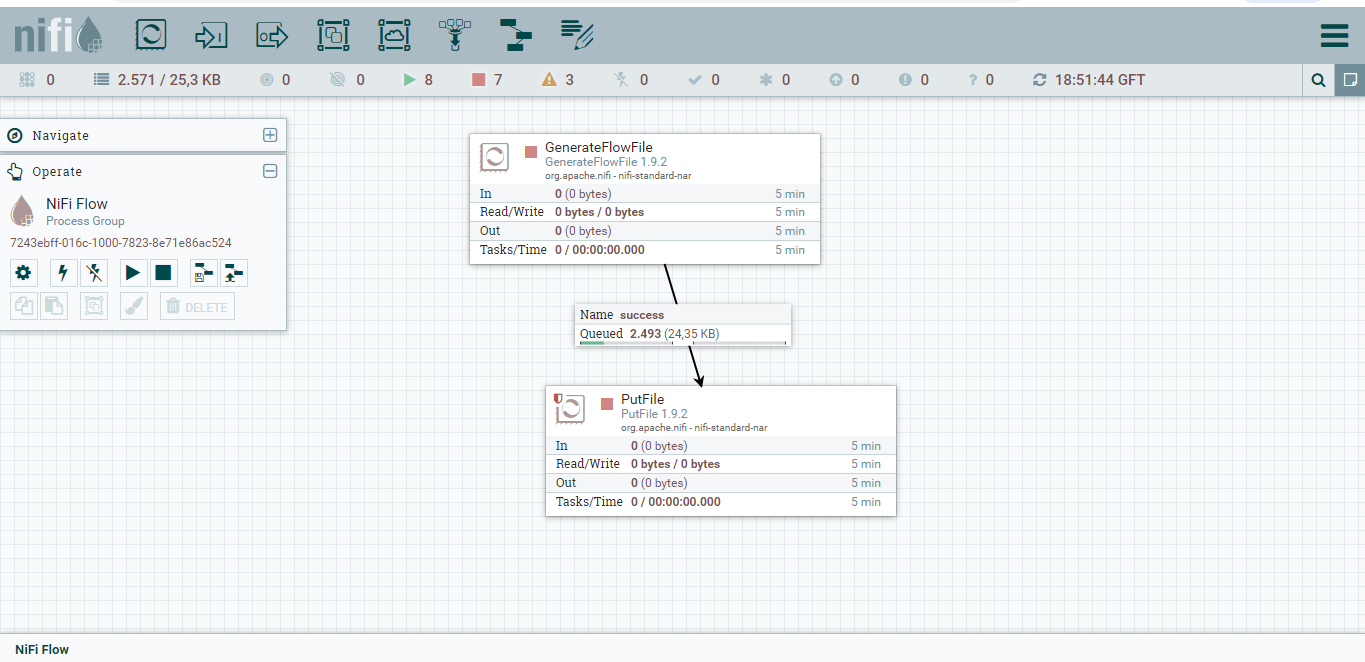 nifi
0 2.571 / 25,3 KB 0 0 8 7 3 0 0 0 0 0 0 18:51:44 GFT
Navigate
Operate
NiFi Flow
Process Group
7243ebff-016c-1000-7823-8e71e86ac524
DELETE
GenerateFlowFile
GenerateFlowFile 1.9.2
org.apache.nifi - nifi-standard-nar
In 0 (0 bytes) 5 min
Read/Write 0 bytes / 0 bytes 5 min
Out 0 (0 bytes) 5 min
Tasks/Time 0 / 00:00:00.000 5 min
Name success
Queued 2.493 (24,35 KB)
PutFile
PutFile 1.9.2
org.apache.nifi - nifi-standard-nar
In 0 (0 bytes) 5 min
Read/Write 0 bytes / 0 bytes 5 min
Out 0 (0 bytes) 5 min
Tasks/Time 0 / 00:00:00.000 5 min
NiFi Flow